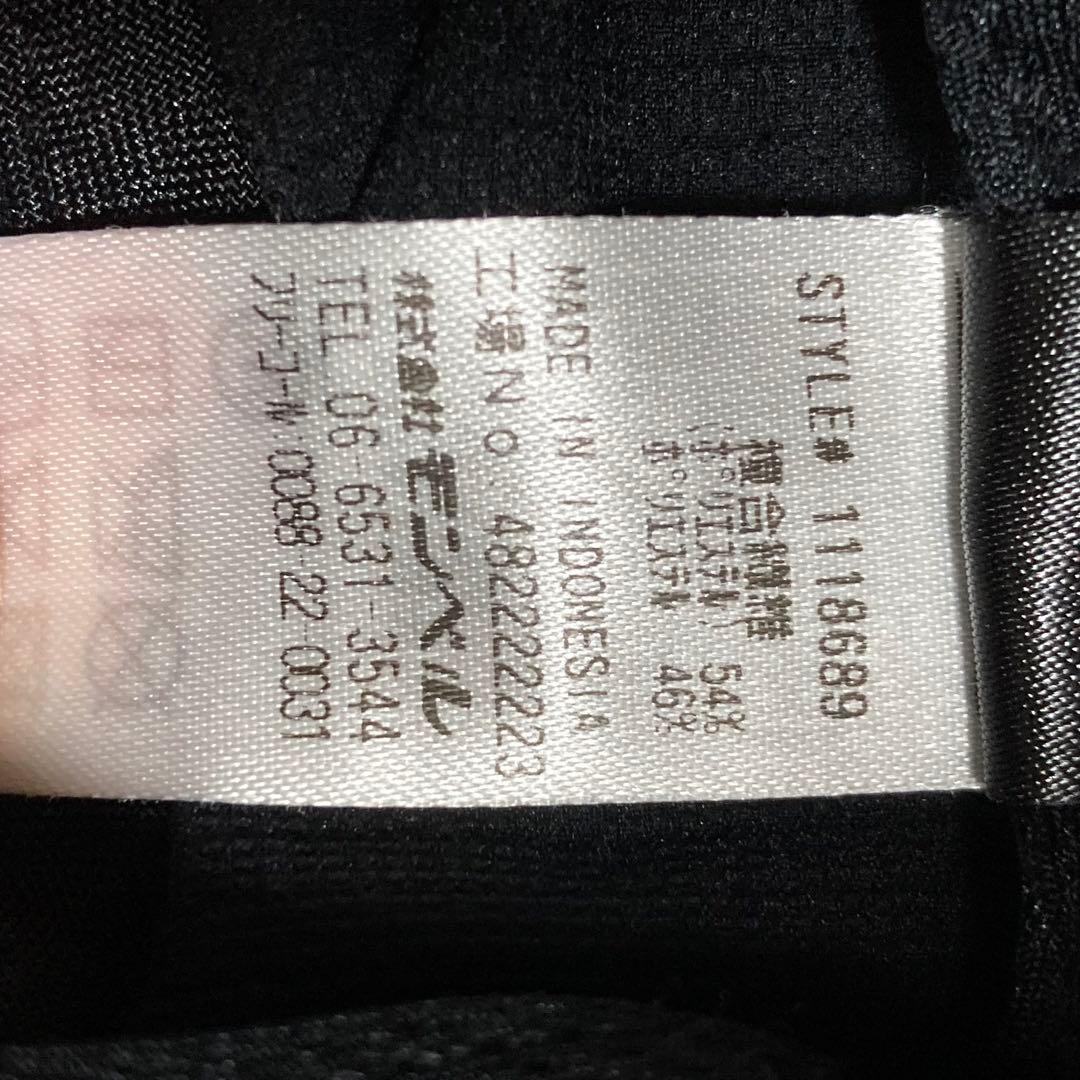 STYLE# 1118689
複合繊維
(ポリエステル) 54%
ポリエステル 46%
MADE IN INDONESIA
工場No. 48222223
株式会社モンベル
TEL 06-6531-3544
フリーコール:0088-22-0031